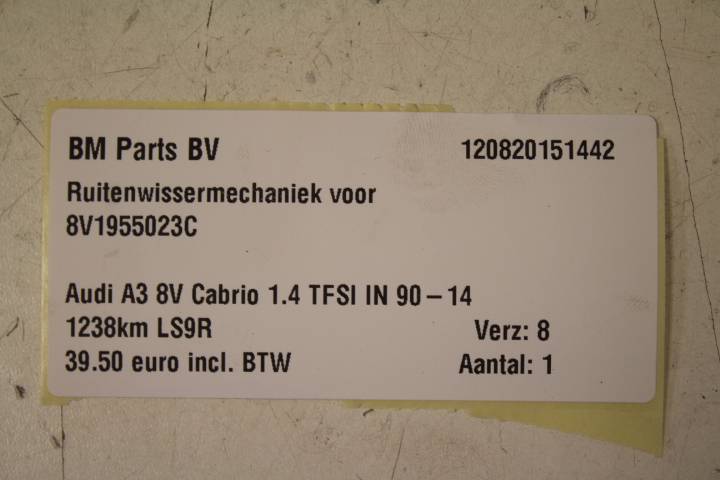 BM Parts BV 120820151442
Ruitenwissermechaniek voor
8V1955023C
Audi A3 8V Cabrio 1.4 TFSI IN 90 – 14
1238km LS9R Verz: 8
39.50 euro incl. BTW Aantal: 1